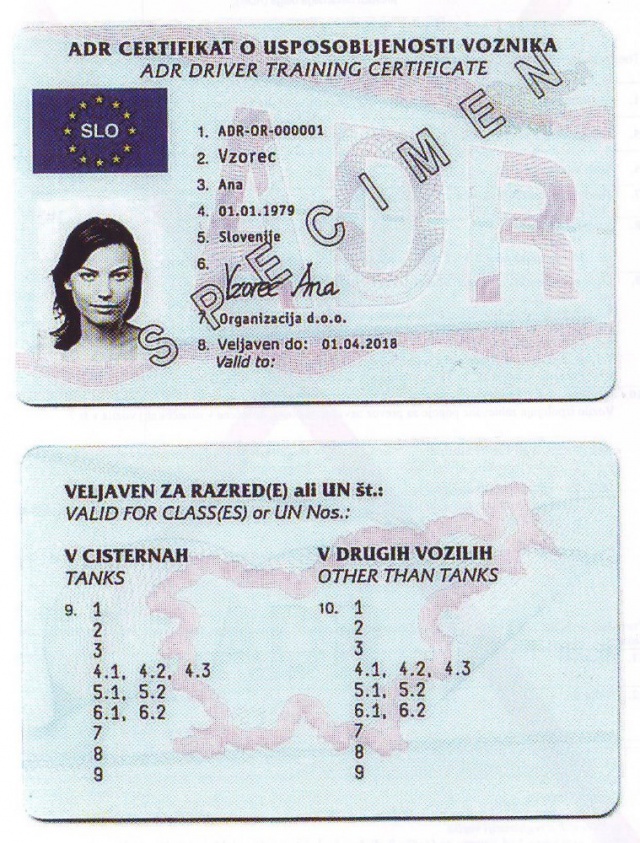 ADR CERTIFIKAT O USPOSOBLJENOSTI VOZNIKA
ADR DRIVER TRAINING CERTIFICATE
SLO
1. ADR-OR-000001
2. Vzorec
3. Ana
4. 01.01.1979
5. Slovenije
6. Vzorec Ana
7. Organizacija d.o.o.
8. Veljaven do: 01.04.2018
Valid to:
SPECIMEN
ADR
VELJAVEN ZA RAZRED(E) ali UN št.:
VALID FOR CLASS(ES) or UN Nos.:
V CISTERNAH
TANKS
9. 1
2
3
4.1, 4.2, 4.3
5.1, 5.2
6.1, 6.2
7
8
9
V DRUGIH VOZILIH
OTHER THAN TANKS
10. 1
2
3
4.1, 4.2, 4.3
5.1, 5.2
6.1, 6.2
7
8
9